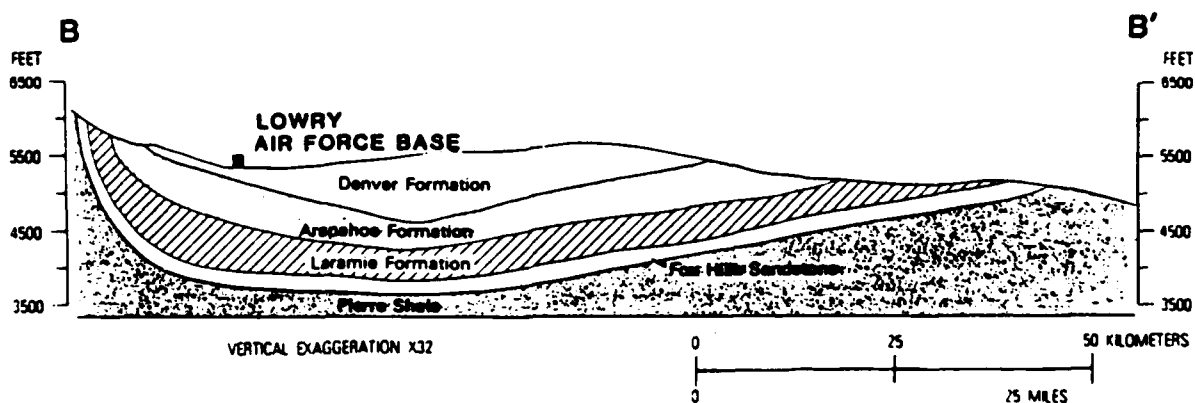 B B'
FEET FEET
6500 6500
LOWRY
AIR FORCE BASE
5500 5500
Denver Formation
Arapahoe Formation
4500 4500
Laramie Formation
Fox Hills Sandstone
3500 Pierre Shale 3500
VERTICAL EXAGGERATION X32
0 25 50 KILOMETERS
0 25 MILES